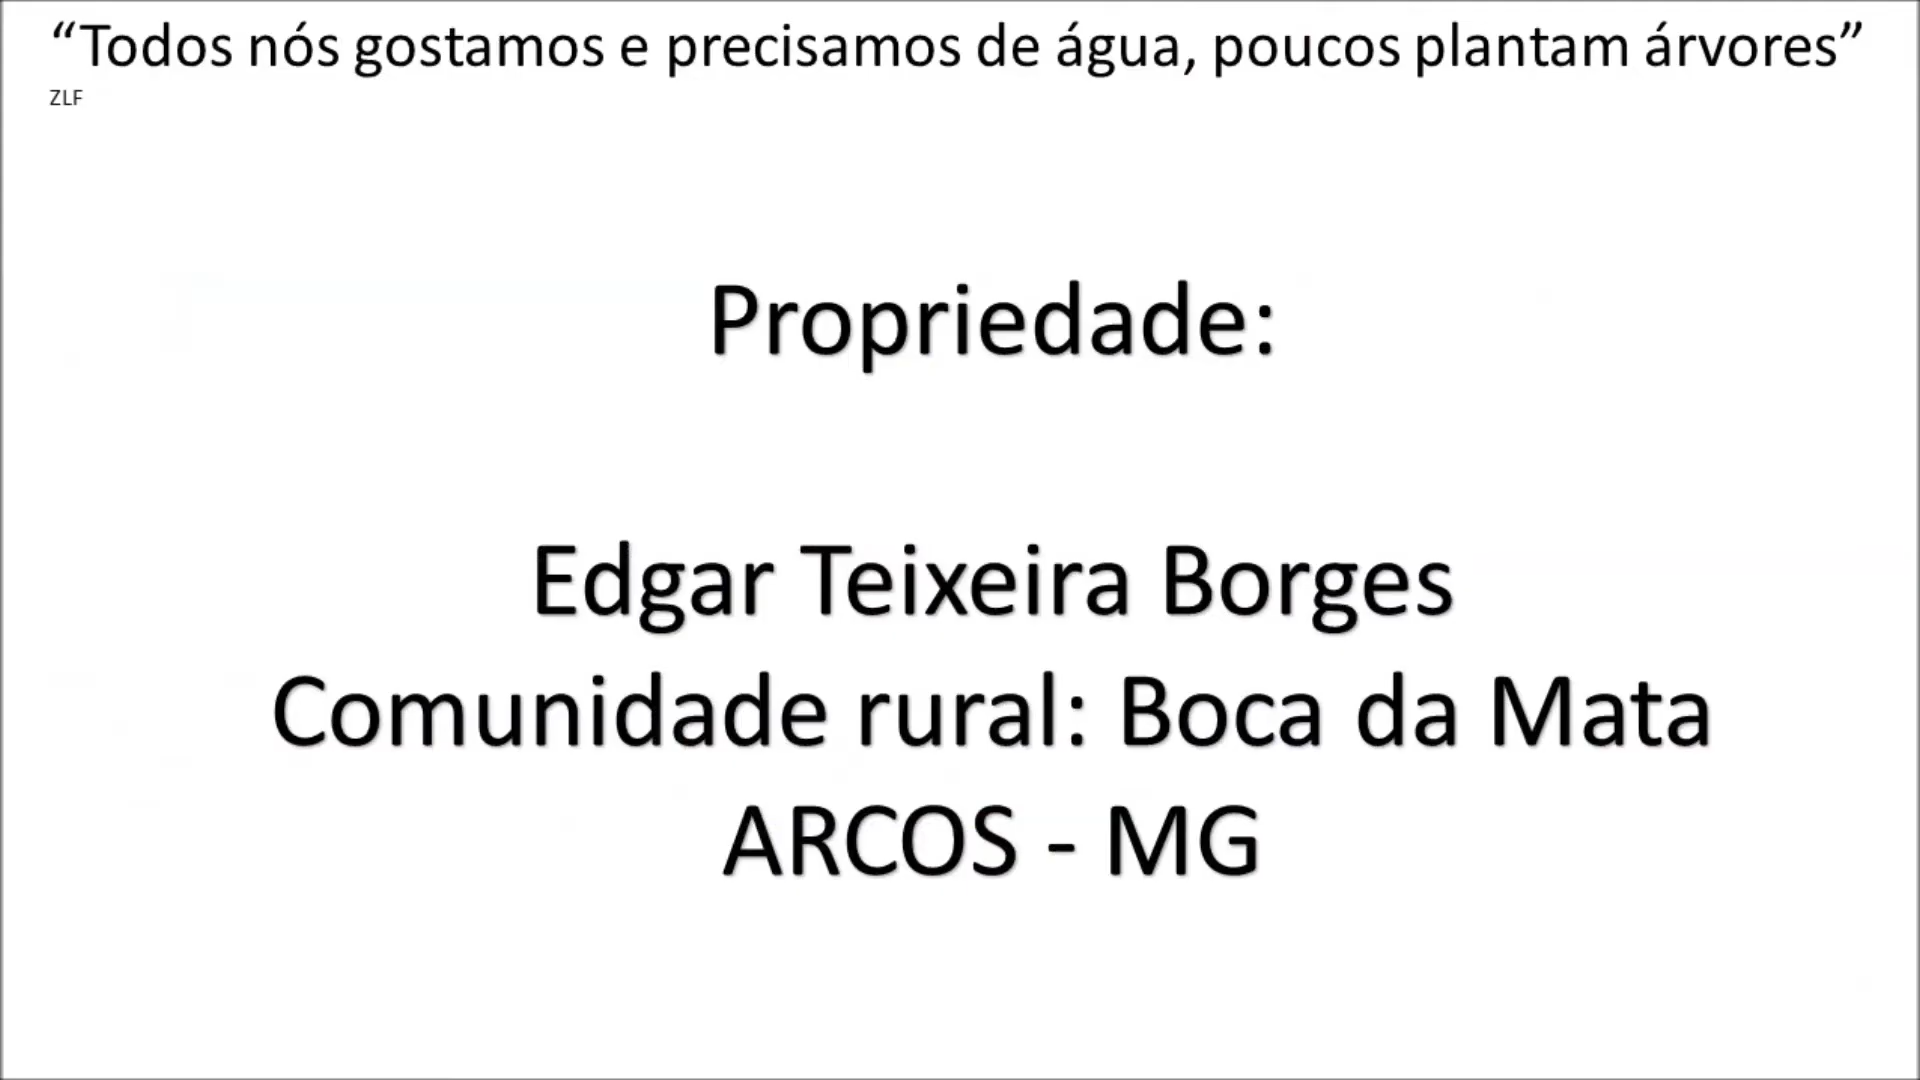 “Todos nós gostamos e precisamos de água, poucos plantam árvores”
ZLF
Propriedade:
Edgar Teixeira Borges
Comunidade rural: Boca da Mata
ARCOS - MG